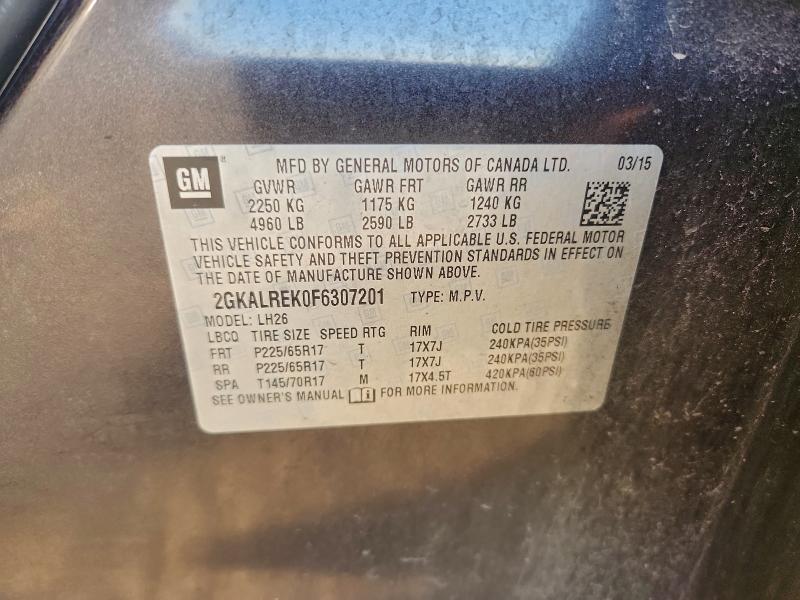 GM
MFD BY GENERAL MOTORS OF CANADA LTD. 03/15
GVWR GAWR FRT GAWR RR
2250 KG 1175 KG 1240 KG
4960 LB 2590 LB 2733 LB
THIS VEHICLE CONFORMS TO ALL APPLICABLE U.S. FEDERAL MOTOR
VEHICLE SAFETY AND THEFT PREVENTION STANDARDS IN EFFECT ON
THE DATE OF MANUFACTURE SHOWN ABOVE.
2GKALREK0F6307201 TYPE: M.P.V.
MODEL: LH26
LBCQ TIRE SIZE SPEED RTG RIM COLD TIRE PRESSURE
FRT P225/65R17 T 17X7J 240KPA(35PSI)
RR P225/65R17 T 17X7J 240KPA(35PSI)
SPA T145/70R17 M 17X4.5T 420KPA(60PSI)
SEE OWNER'S MANUAL i FOR MORE INFORMATION.